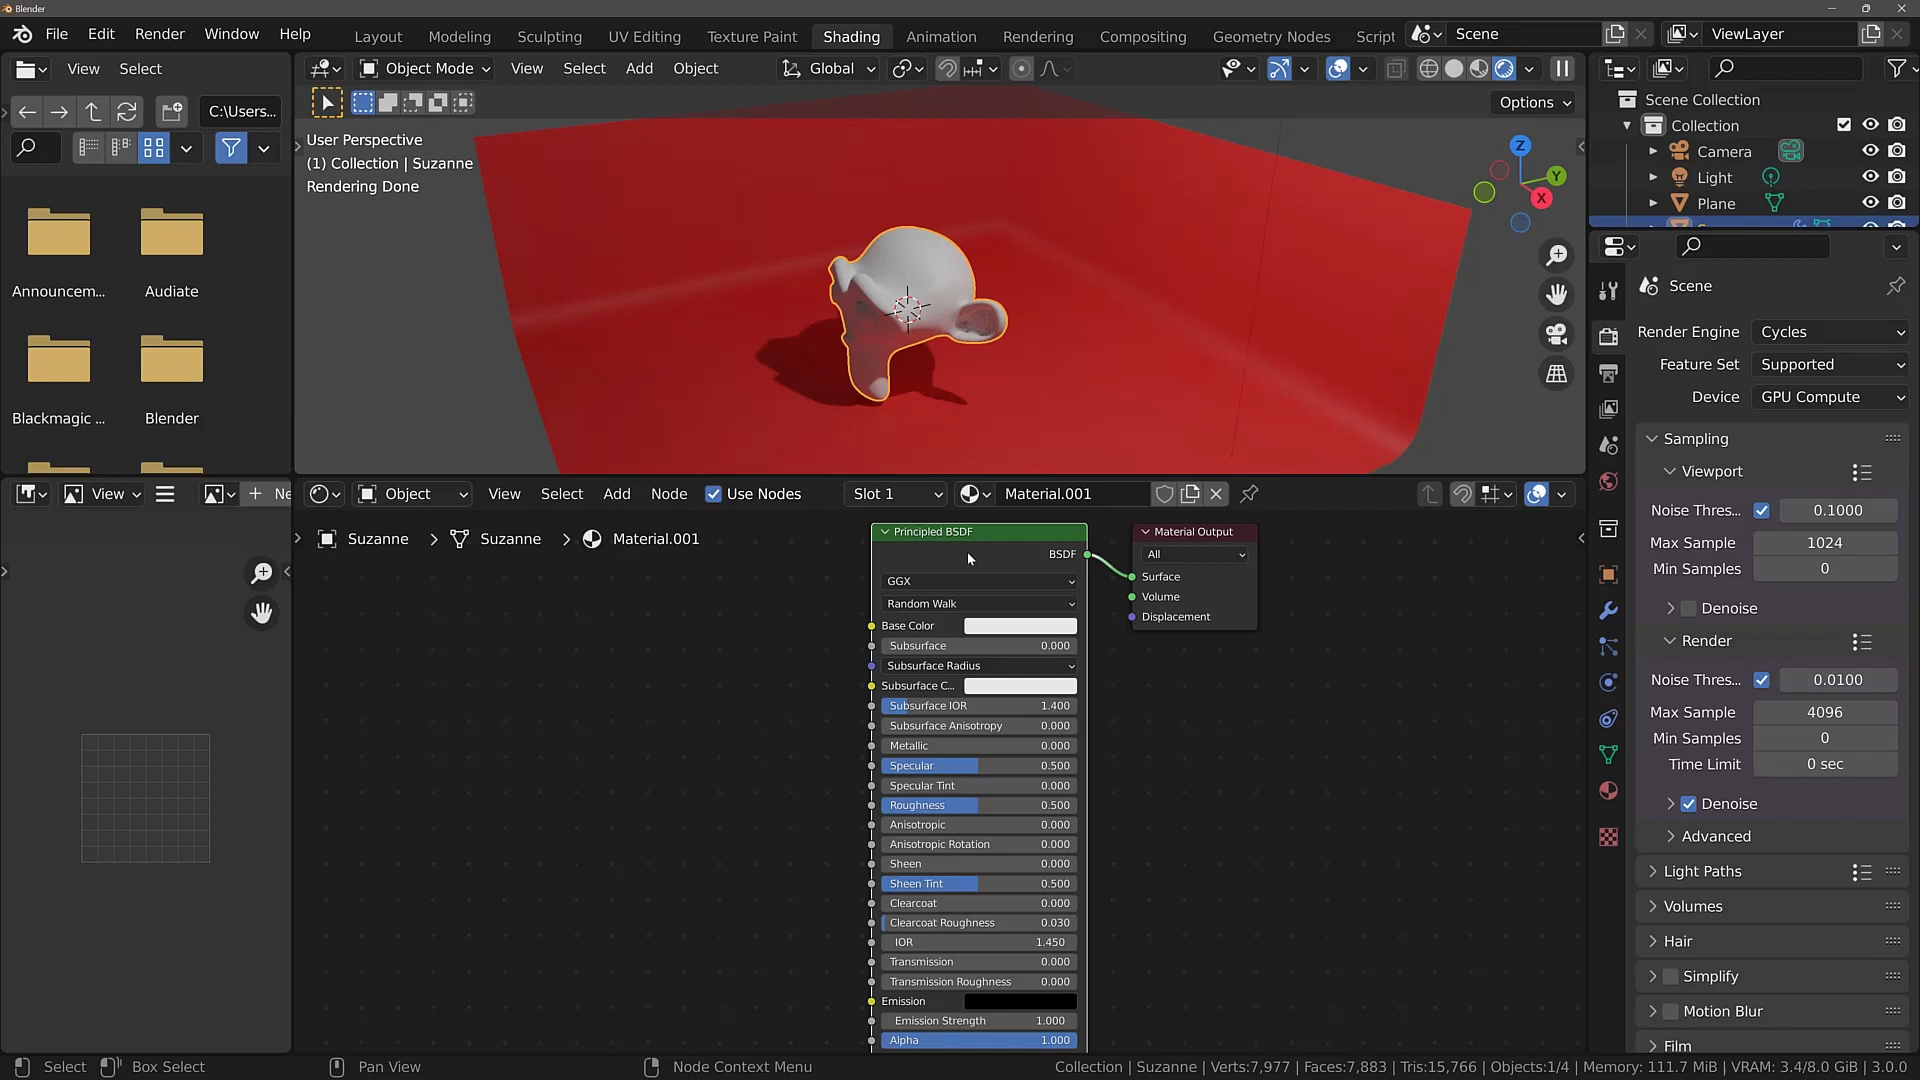 Blender
File Edit Render Window Help
Layout Modeling Sculpting UV Editing Texture Paint Shading Animation Rendering Compositing Geometry Nodes Script
Scene
ViewLayer
View Select
Object Mode View Select Add Object
Global
C:\Users...
Options
User Perspective
(1) Collection | Suzanne
Rendering Done
Z
Y
X
Announcem...
Audiate
Blackmagic ...
Blender
Scene Collection
Collection
Camera
Light
Plane
Scene
Render Engine Cycles
Feature Set Supported
Device GPU Compute
Sampling
Viewport
Noise Thres... 0.1000
Max Sample 1024
Min Samples 0
Denoise
Render
Noise Thres... 0.0100
Max Sample 4096
Min Samples 0
Time Limit 0 sec
Denoise
Advanced
Light Paths
Volumes
Hair
Simplify
Motion Blur
Film
View
Ne
Object View Select Add Node Use Nodes Slot 1 Material.001
Suzanne Suzanne Material.001
Principled BSDF
BSDF
GGX
Random Walk
Base Color
Subsurface 0.000
Subsurface Radius
Subsurface C...
Subsurface IOR 1.400
Subsurface Anisotropy 0.000
Metallic 0.000
Specular 0.500
Specular Tint 0.000
Roughness 0.500
Anisotropic 0.000
Anisotropic Rotation 0.000
Sheen 0.000
Sheen Tint 0.500
Clearcoat 0.000
Clearcoat Roughness 0.030
IOR 1.450
Transmission 0.000
Transmission Roughness 0.000
Emission
Emission Strength 1.000
Alpha 1.000
Material Output
All
Surface
Volume
Displacement
Select Box Select Pan View Node Context Menu
Collection | Suzanne | Verts:7,977 | Faces:7,883 | Tris:15,766 | Objects:1/4 | Memory: 111.7 MiB | VRAM: 3.4/8.0 GiB | 3.0.0